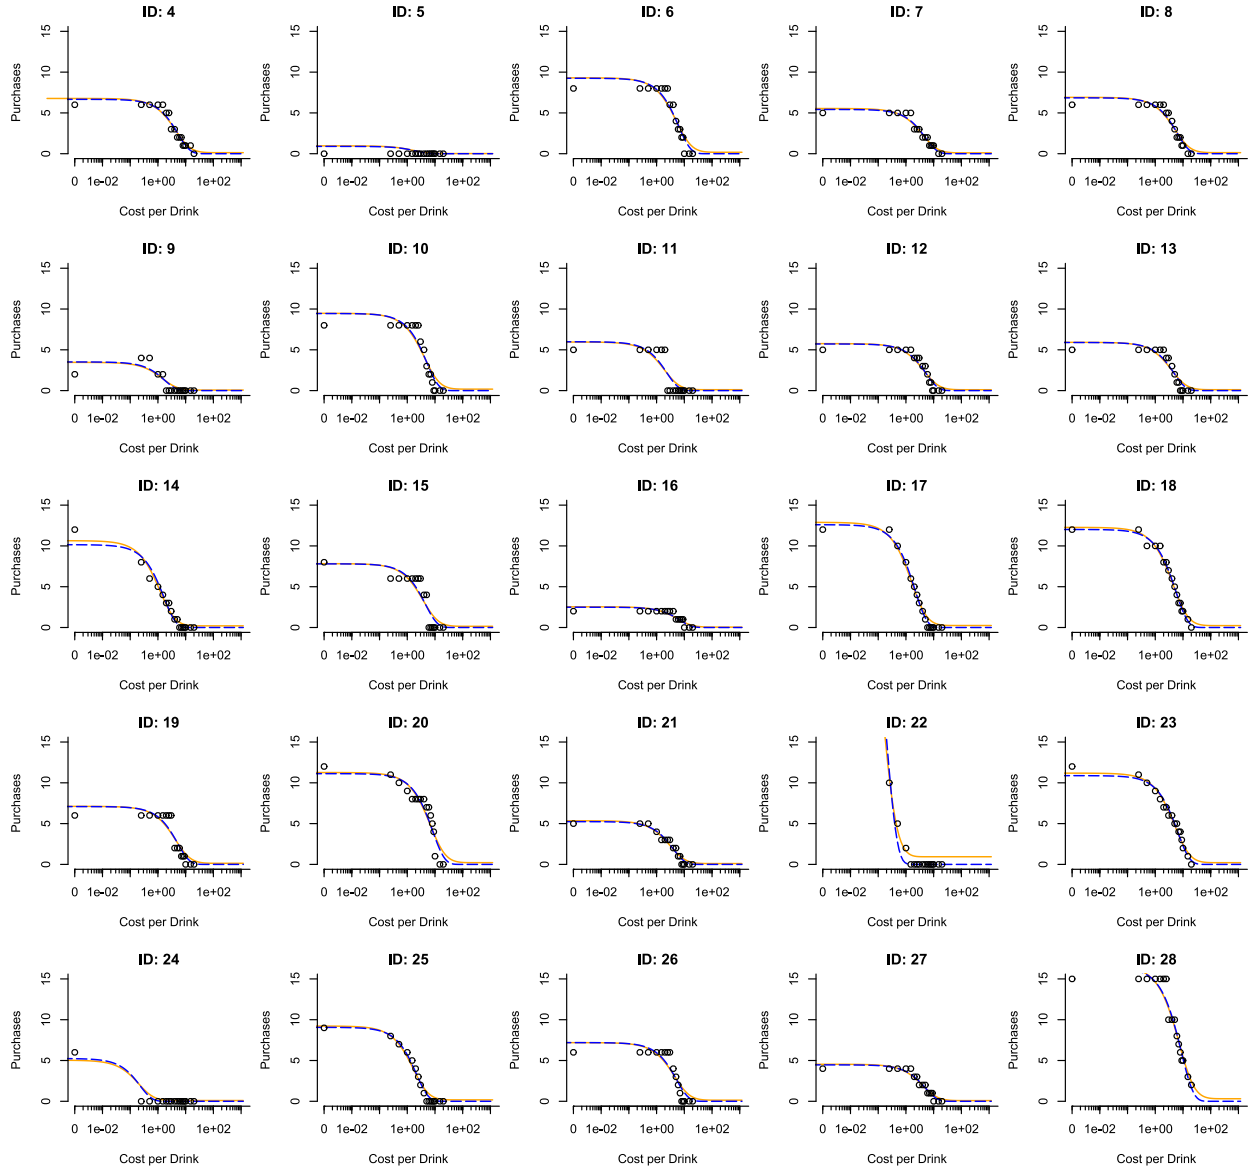 ID: 4 ID: 5 ID: 6 ID: 7 ID: 8
15 15 15 15 15
10 10 10 10 10
5 5 5 5 5
0 0 0 0 0
Purchases Purchases Purchases Purchases Purchases
0 1e-02 1e+00 1e+02 0 1e-02 1e+00 1e+02 0 1e-02 1e+00 1e+02 0 1e-02 1e+00 1e+02 0 1e-02 1e+00 1e+02
Cost per Drink Cost per Drink Cost per Drink Cost per Drink Cost per Drink
ID: 9 ID: 10 ID: 11 ID: 12 ID: 13
15 15 15 15 15
10 10 10 10 10
5 5 5 5 5
0 0 0 0 0
Purchases Purchases Purchases Purchases Purchases
0 1e-02 1e+00 1e+02 0 1e-02 1e+00 1e+02 0 1e-02 1e+00 1e+02 0 1e-02 1e+00 1e+02 0 1e-02 1e+00 1e+02
Cost per Drink Cost per Drink Cost per Drink Cost per Drink Cost per Drink
ID: 14 ID: 15 ID: 16 ID: 17 ID: 18
15 15 15 15 15
10 10 10 10 10
5 5 5 5 5
0 0 0 0 0
Purchases Purchases Purchases Purchases Purchases
0 1e-02 1e+00 1e+02 0 1e-02 1e+00 1e+02 0 1e-02 1e+00 1e+02 0 1e-02 1e+00 1e+02 0 1e-02 1e+00 1e+02
Cost per Drink Cost per Drink Cost per Drink Cost per Drink Cost per Drink
ID: 19 ID: 20 ID: 21 ID: 22 ID: 23
15 15 15 15 15
10 10 10 10 10
5 5 5 5 5
0 0 0 0 0
Purchases Purchases Purchases Purchases Purchases
0 1e-02 1e+00 1e+02 0 1e-02 1e+00 1e+02 0 1e-02 1e+00 1e+02 0 1e-02 1e+00 1e+02 0 1e-02 1e+00 1e+02
Cost per Drink Cost per Drink Cost per Drink Cost per Drink Cost per Drink
ID: 24 ID: 25 ID: 26 ID: 27 ID: 28
15 15 15 15 15
10 10 10 10 10
5 5 5 5 5
0 0 0 0 0
Purchases Purchases Purchases Purchases Purchases
0 1e-02 1e+00 1e+02 0 1e-02 1e+00 1e+02 0 1e-02 1e+00 1e+02 0 1e-02 1e+00 1e+02 0 1e-02 1e+00 1e+02
Cost per Drink Cost per Drink Cost per Drink Cost per Drink Cost per Drink